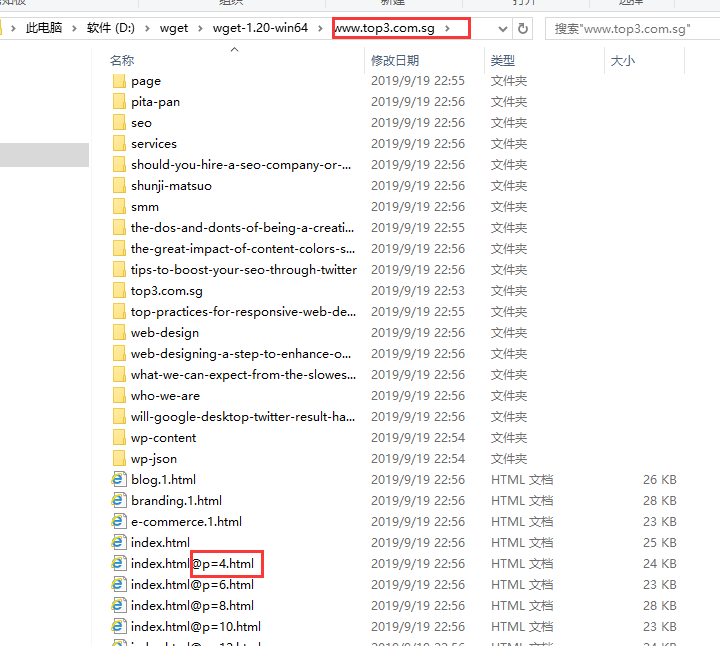 组织
新建
打开
选择
此电脑 > 软件 (D:) > wget > wget-1.20-win64 > www.top3.com.sg >
搜索"www.top3.com.sg"
名称 修改日期 类型 大小
page 2019/9/19 22:55 文件夹
pita-pan 2019/9/19 22:56 文件夹
seo 2019/9/19 22:56 文件夹
services 2019/9/19 22:56 文件夹
should-you-hire-a-seo-company-or-... 2019/9/19 22:56 文件夹
shunji-matsuo 2019/9/19 22:56 文件夹
smm 2019/9/19 22:56 文件夹
the-dos-and-donts-of-being-a-creati... 2019/9/19 22:55 文件夹
the-great-impact-of-content-colors-s... 2019/9/19 22:56 文件夹
tips-to-boost-your-seo-through-twitter 2019/9/19 22:56 文件夹
top3.com.sg 2019/9/19 22:53 文件夹
top-practices-for-responsive-web-de... 2019/9/19 22:55 文件夹
web-design 2019/9/19 22:56 文件夹
web-designing-a-step-to-enhance-o... 2019/9/19 22:56 文件夹
what-we-can-expect-from-the-slowes... 2019/9/19 22:56 文件夹
who-we-are 2019/9/19 22:56 文件夹
will-google-desktop-twitter-result-ha... 2019/9/19 22:56 文件夹
wp-content 2019/9/19 22:54 文件夹
wp-json 2019/9/19 22:54 文件夹
blog.1.html 2019/9/19 22:56 HTML 文档 26 KB
branding.1.html 2019/9/19 22:56 HTML 文档 28 KB
e-commerce.1.html 2019/9/19 22:56 HTML 文档 23 KB
index.html 2019/9/19 22:56 HTML 文档 25 KB
index.html@p=4.html 2019/9/19 22:56 HTML 文档 24 KB
index.html@p=6.html 2019/9/19 22:56 HTML 文档 23 KB
index.html@p=8.html 2019/9/19 22:56 HTML 文档 28 KB
index.html@p=10.html 2019/9/19 22:56 HTML 文档 23 KB